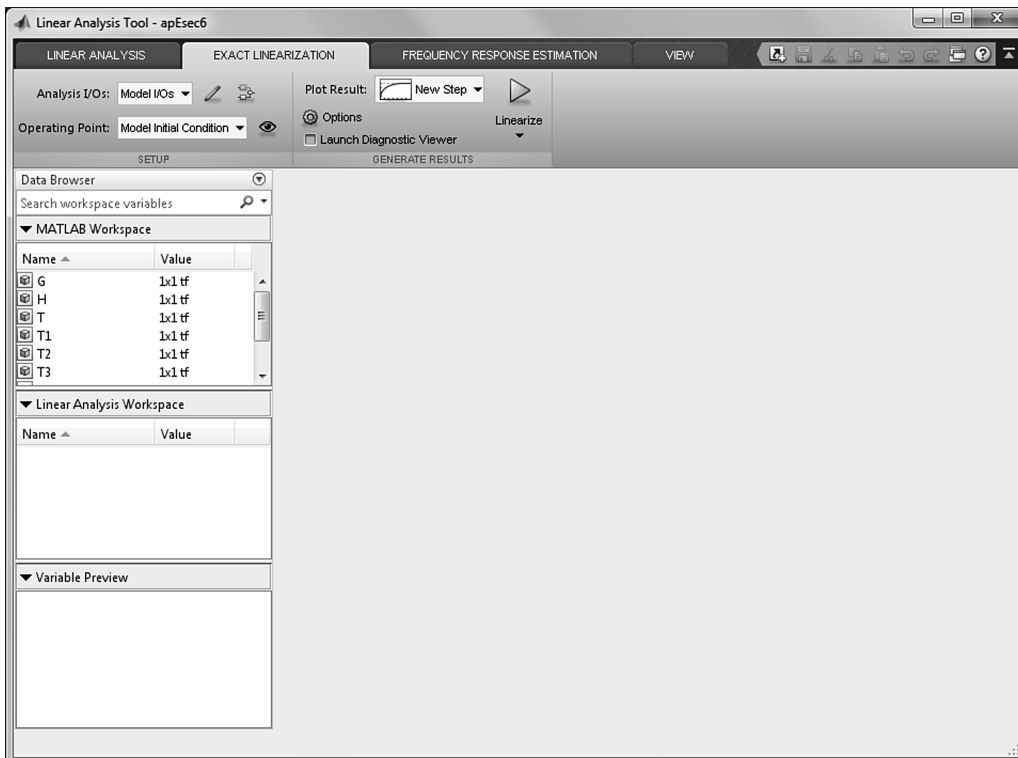 Linear Analysis Tool - apEsec6
LINEAR ANALYSIS EXACT LINEARIZATION FREQUENCY RESPONSE ESTIMATION VIEW
Analysis I/Os: Model I/Os
Operating Point: Model Initial Condition
SETUP
Plot Result: New Step
Options
Launch Diagnostic Viewer
Linearize
GENERATE RESULTS
Data Browser
Search workspace variables
MATLAB Workspace
Name Value
G 1x1 tf
H 1x1 tf
T 1x1 tf
T1 1x1 tf
T2 1x1 tf
T3 1x1 tf
Linear Analysis Workspace
Name Value
Variable Preview